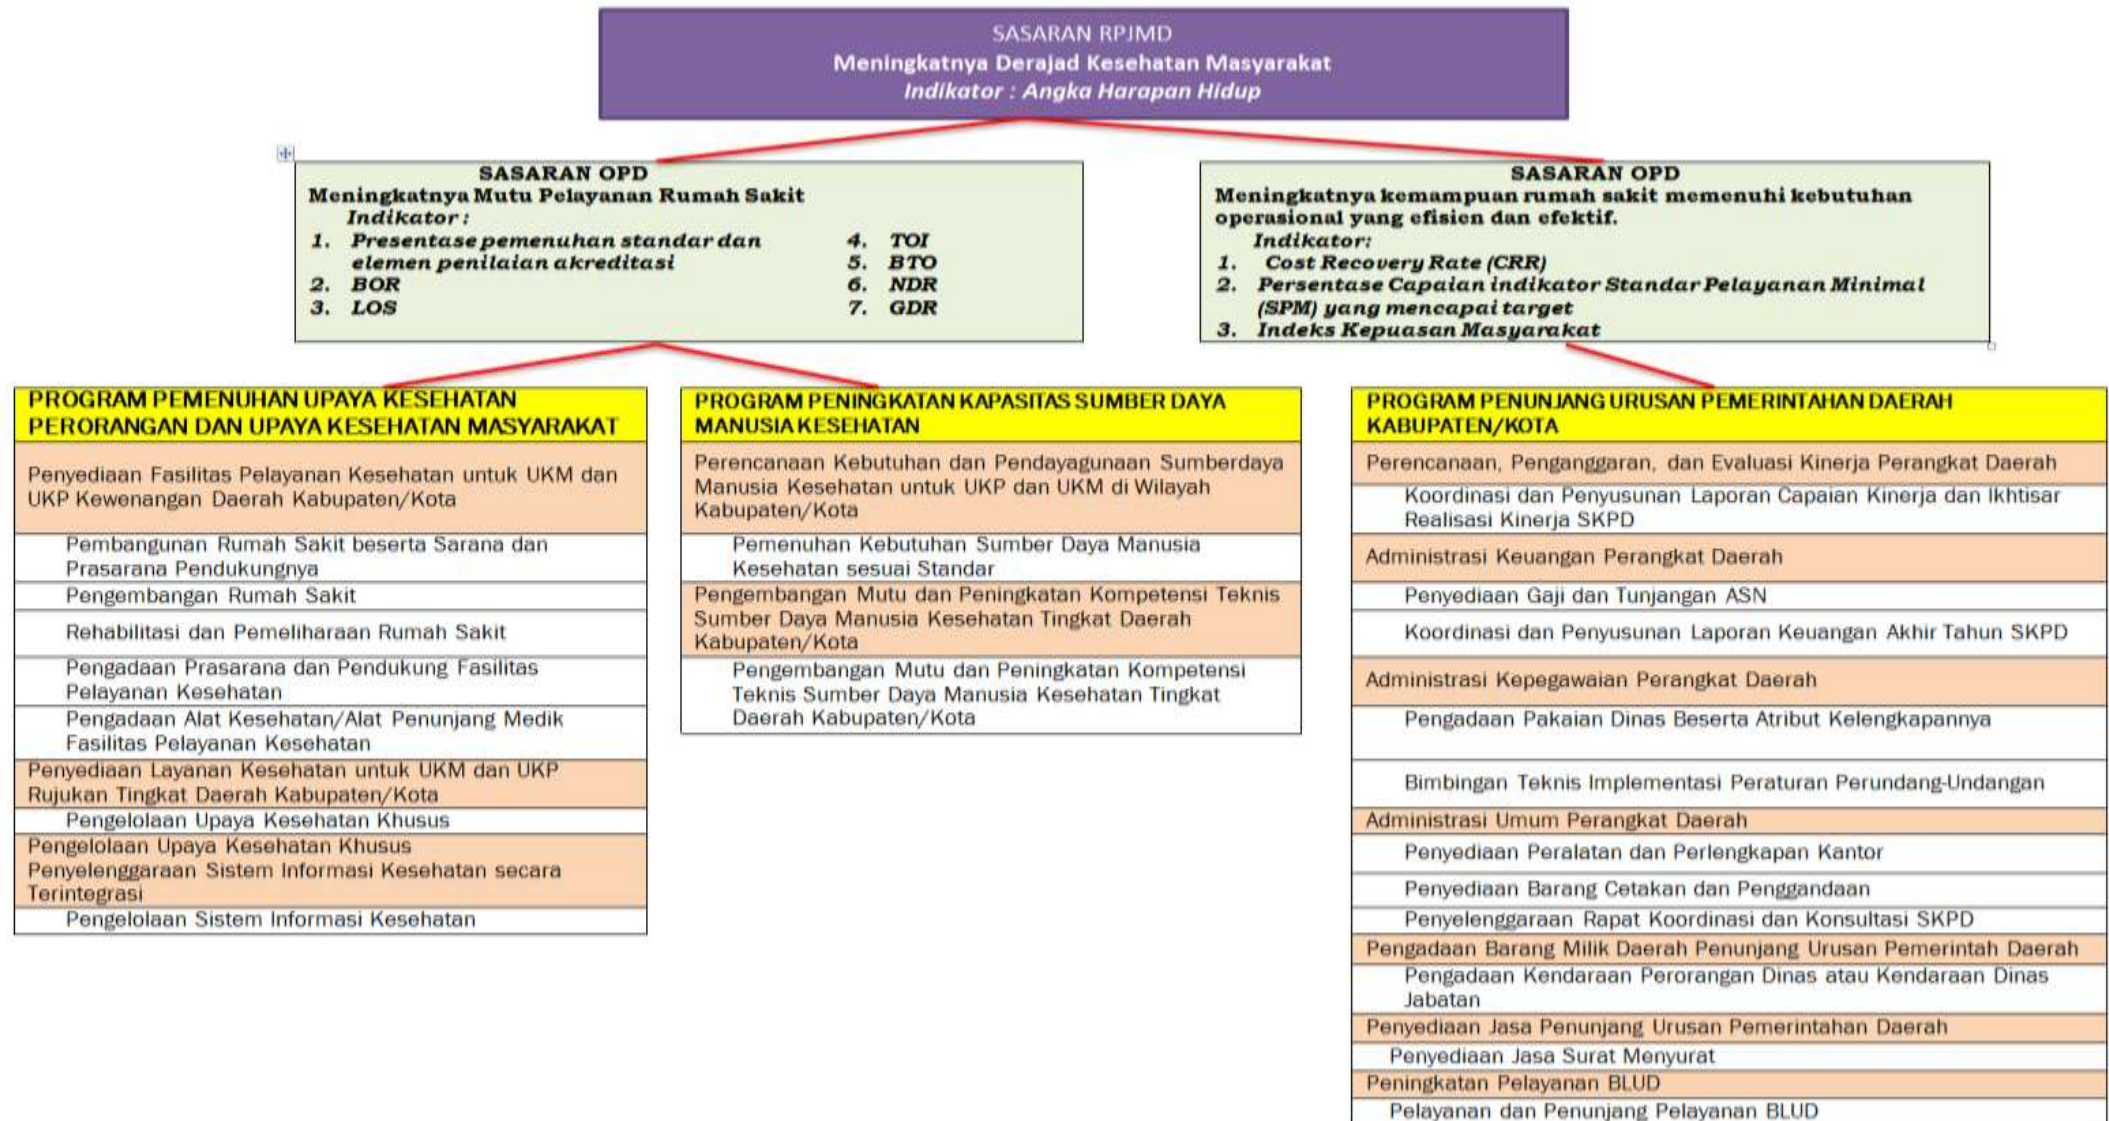 SASARAN RPJMD
Meningkatnya Derajad Kesehatan Masyarakat
Indikator : Angka Harapan Hidup
SASARAN OPD
Meningkatnya Mutu Pelayanan Rumah Sakit
Indikator :
1. Presentase pemenuhan standar dan
elemen penilaian akreditasi
2. BOR
3. LOS
4. TOI
5. BTO
6. NDR
7. GDR
SASARAN OPD
Meningkatnya kemampuan rumah sakit memenuhi kebutuhan
operasional yang efisien dan efektif.
Indikator:
1. Cost Recovery Rate (CRR)
2. Persentase Capaian indikator Standar Pelayanan Minimal
(SPM) yang mencapai target
3. Indeks Kepuasan Masyarakat
PROGRAM PEMENUHAN UPAYA KESEHATAN
PERORANGAN DAN UPAYA KESEHATAN MASYARAKAT
Penyediaan Fasilitas Pelayanan Kesehatan untuk UKM dan
UKP Kewenangan Daerah Kabupaten/Kota
Pembangunan Rumah Sakit beserta Sarana dan
Prasarana Pendukungnya
Pengembangan Rumah Sakit
Rehabilitasi dan Pemeliharaan Rumah Sakit
Pengadaan Prasarana dan Pendukung Fasilitas
Pelayanan Kesehatan
Pengadaan Alat Kesehatan/Alat Penunjang Medik
Fasilitas Pelayanan Kesehatan
Penyediaan Layanan Kesehatan untuk UKM dan UKP
Rujukan Tingkat Daerah Kabupaten/Kota
Pengelolaan Upaya Kesehatan Khusus
Pengelolaan Upaya Kesehatan Khusus
Penyelenggaraan Sistem Informasi Kesehatan secara
Terintegrasi
Pengelolaan Sistem Informasi Kesehatan
PROGRAM PENINGKATAN KAPASITAS SUMBER DAYA
MANUSIA KESEHATAN
Perencanaan Kebutuhan dan Pendayagunaan Sumberdaya
Manusia Kesehatan untuk UKP dan UKM di Wilayah
Kabupaten/Kota
Pemenuhan Kebutuhan Sumber Daya Manusia
Kesehatan sesuai Standar
Pengembangan Mutu dan Peningkatan Kompetensi Teknis
Sumber Daya Manusia Kesehatan Tingkat Daerah
Kabupaten/Kota
Pengembangan Mutu dan Peningkatan Kompetensi
Teknis Sumber Daya Manusia Kesehatan Tingkat
Daerah Kabupaten/Kota
PROGRAM PENUNJANG URUSAN PEMERINTAHAN DAERAH
KABUPATEN/KOTA
Perencanaan, Penganggaran, dan Evaluasi Kinerja Perangkat Daerah
Koordinasi dan Penyusunan Laporan Capaian Kinerja dan Ikhtisar
Realisasi Kinerja SKPD
Administrasi Keuangan Perangkat Daerah
Penyediaan Gaji dan Tunjangan ASN
Koordinasi dan Penyusunan Laporan Keuangan Akhir Tahun SKPD
Administrasi Kepegawaian Perangkat Daerah
Pengadaan Pakaian Dinas Beserta Atribut Kelengkapannya
Bimbingan Teknis Implementasi Peraturan Perundang-Undangan
Administrasi Umum Perangkat Daerah
Penyediaan Peralatan dan Perlengkapan Kantor
Penyediaan Barang Cetakan dan Penggandaan
Penyelenggaraan Rapat Koordinasi dan Konsultasi SKPD
Pengadaan Barang Milik Daerah Penunjang Urusan Pemerintah Daerah
Pengadaan Kendaraan Perorangan Dinas atau Kendaraan Dinas
Jabatan
Penyediaan Jasa Penunjang Urusan Pemerintahan Daerah
Penyediaan Jasa Surat Menyurat
Peningkatan Pelayanan BLUD
Pelayanan dan Penunjang Pelayanan BLUD